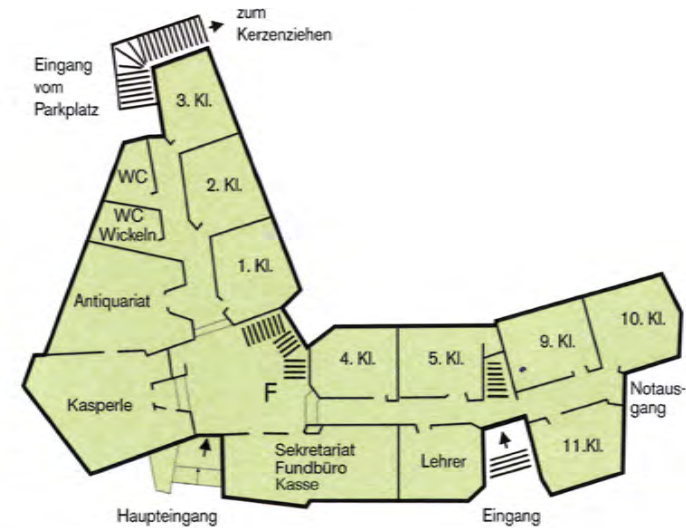 zum
Kerzenziehen
Eingang
vom
Parkplatz
3. Kl.
WC
2. Kl.
WC
Wickeln
1. Kl.
Antiquariat
4. Kl.
5. Kl.
9. Kl.
10. Kl.
Kasperle
F
Notaus-
gang
Sekretariat
Fundbüro
Kasse
Lehrer
11.Kl.
Haupteingang
Eingang